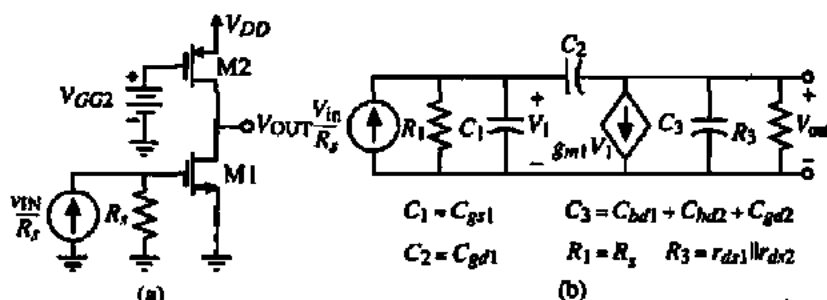 V_DD
M2
V_GG2
+
-
V_OUT
M1
v_IN/R_s
R_s
(a)
C_2
V_in/R_s
R_1
C_1
+
V_1
-
g_m1 V_1
C_3
R_3
+
V_out
-
C_1 = C_gs1
C_3 = C_bd1 + C_bd2 + C_gd2
C_2 = C_gd1
R_1 = R_s
R_3 = r_ds1||r_ds2
(b)